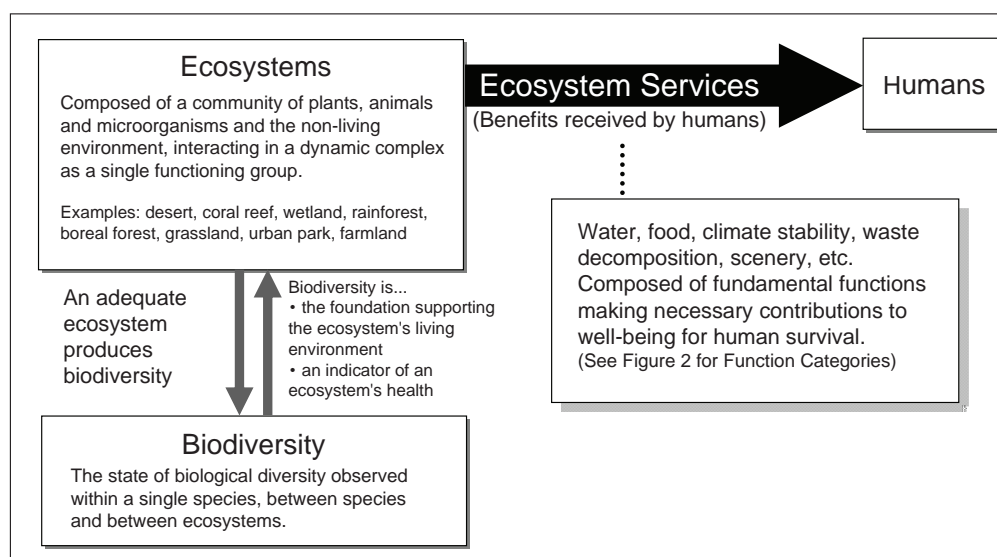 Ecosystems
Composed of a community of plants, animals
and microorganisms and the non-living
environment, interacting in a dynamic complex
as a single functioning group.
Examples: desert, coral reef, wetland, rainforest,
boreal forest, grassland, urban park, farmland
Ecosystem Services
(Benefits received by humans)
Humans
Water, food, climate stability, waste
decomposition, scenery, etc.
Composed of fundamental functions
making necessary contributions to
well-being for human survival.
(See Figure 2 for Function Categories)
An adequate
ecosystem
produces
biodiversity
Biodiversity is...
• the foundation supporting
the ecosystem's living
environment
• an indicator of an
ecosystem's health
Biodiversity
The state of biological diversity observed
within a single species, between species
and between ecosystems.